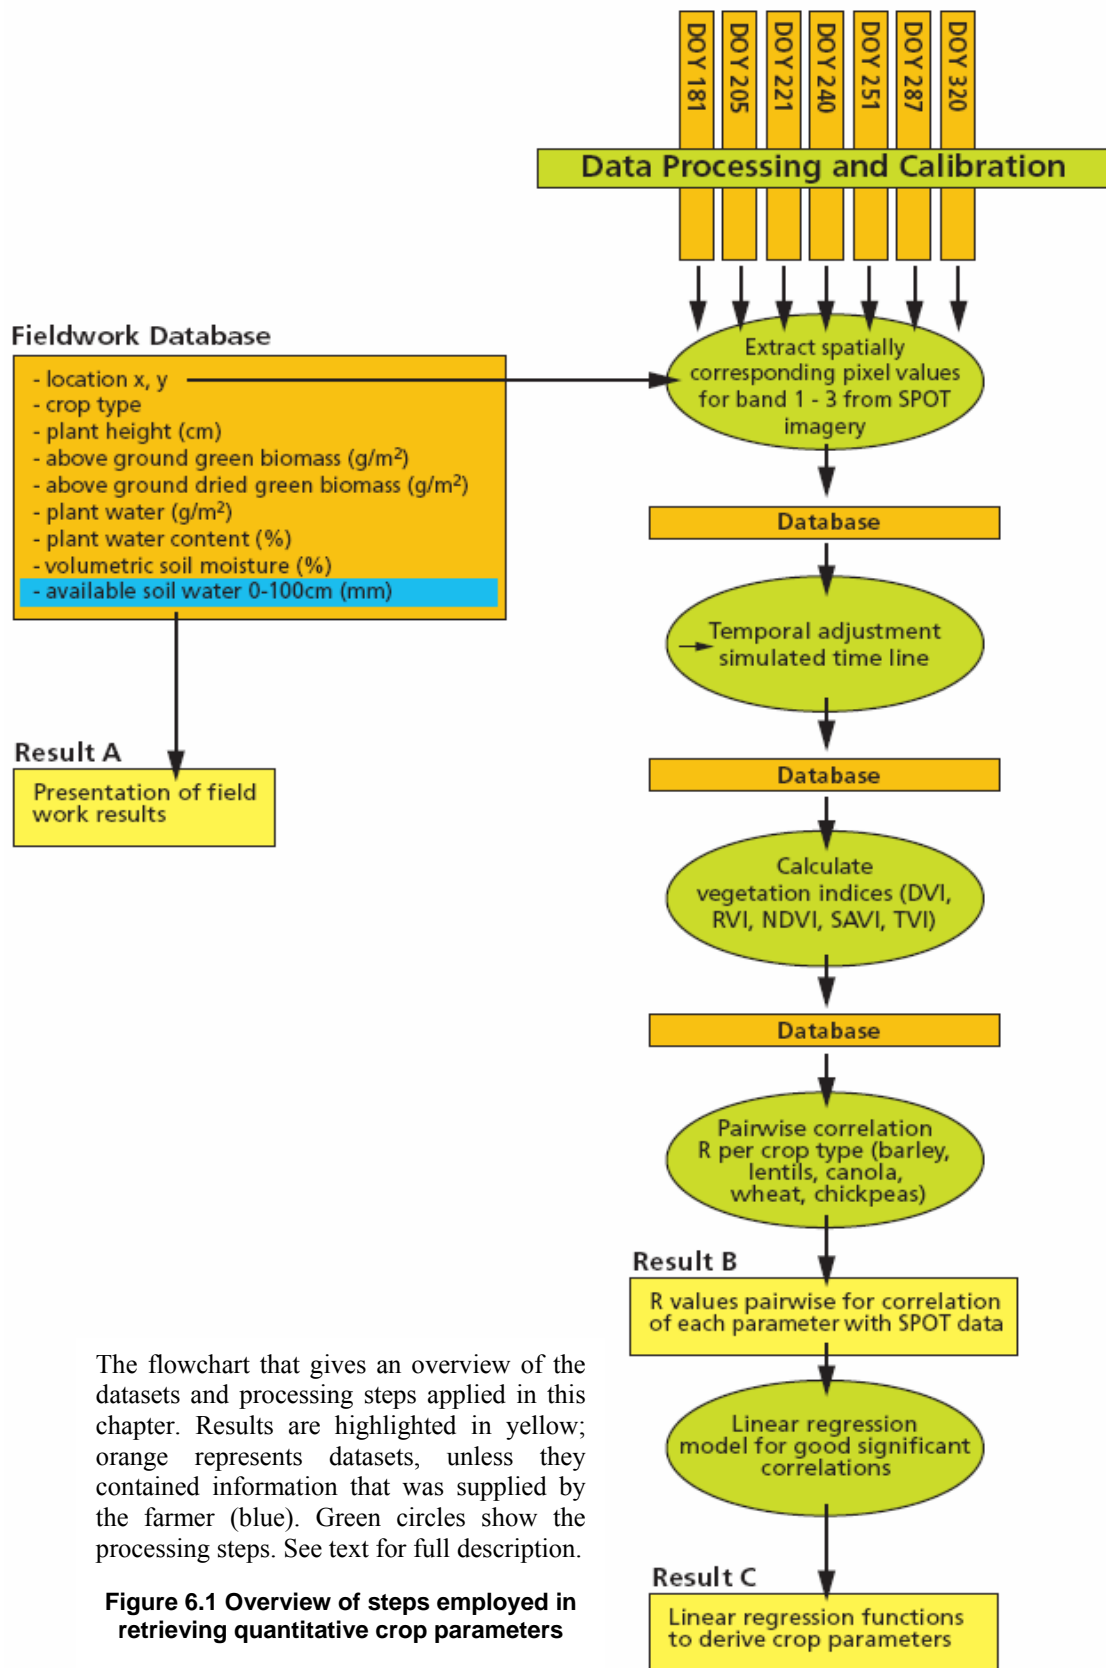 DOY 181
DOY 205
DOY 221
DOY 240
DOY 251
DOY 287
DOY 320
Data Processing and Calibration
Fieldwork Database
- location x, y
- crop type
- plant height (cm)
- above ground green biomass (g/m²)
- above ground dried green biomass (g/m²)
- plant water (g/m²)
- plant water content (%)
- volumetric soil moisture (%)
- available soil water 0-100cm (mm)
Extract spatially
corresponding pixel values
for band 1 - 3 from SPOT
imagery
Database
Temporal adjustment
simulated time line
Result A
Presentation of field
work results
Database
Calculate
vegetation indices (DVI,
RVI, NDVI, SAVI, TVI)
Database
Pairwise correlation
R per crop type (barley,
lentils, canola,
wheat, chickpeas)
Result B
R values pairwise for correlation
of each parameter with SPOT data
Linear regression
model for good significant
correlations
Result C
Linear regression functions
to derive crop parameters
The flowchart that gives an overview of the
datasets and processing steps applied in this
chapter. Results are highlighted in yellow;
orange represents datasets, unless they
contained information that was supplied by
the farmer (blue). Green circles show the
processing steps. See text for full description.
Figure 6.1 Overview of steps employed in
retrieving quantitative crop parameters